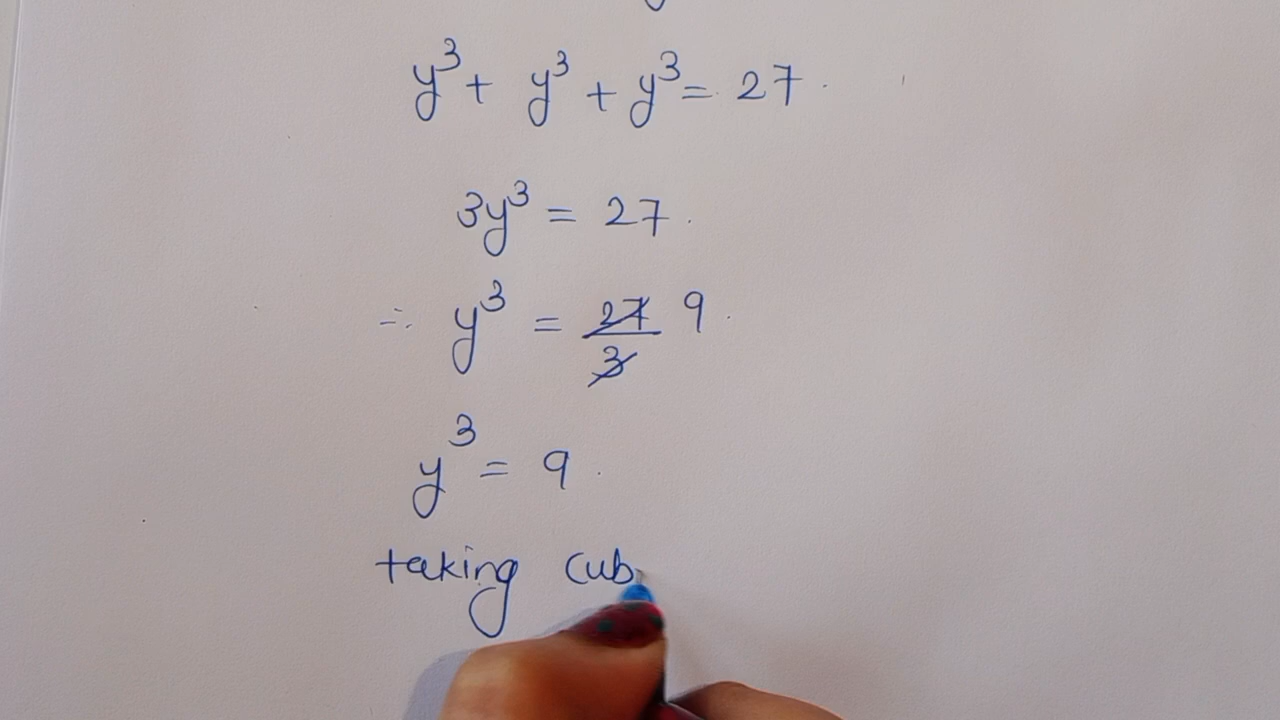 y³ + y³ + y³ = 27.
3y³ = 27.
∴ y³ = 27/3 9.
y³ = 9.
taking Cub